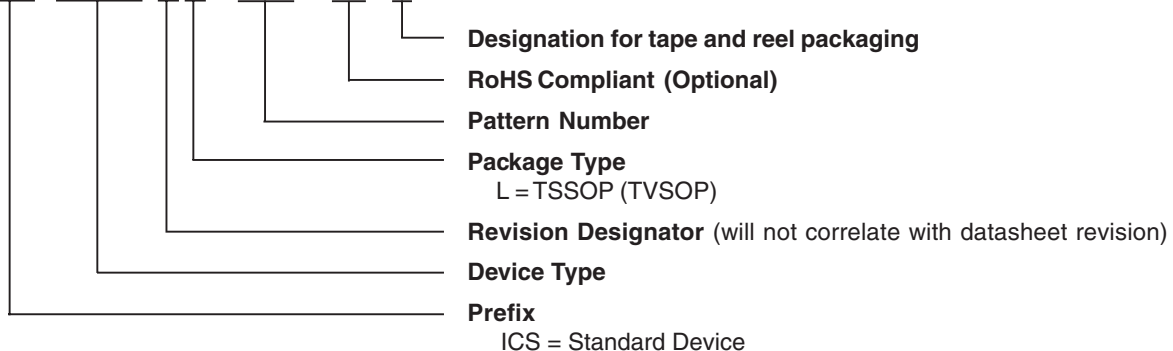 Designation for tape and reel packaging
RoHS Compliant (Optional)
Pattern Number
Package Type
L = TSSOP (TVSOP)
Revision Designator (will not correlate with datasheet revision)
Device Type
Prefix
ICS = Standard Device